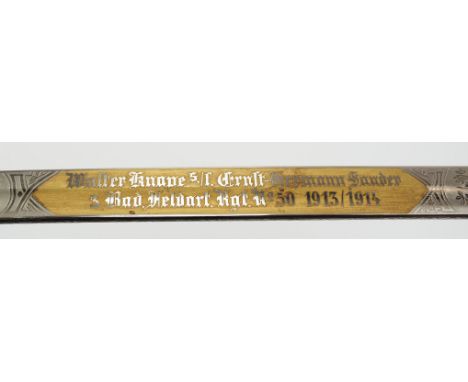 Walter Knape s/l. Ernst-Hermann Sander
3. Bad. Feldart. Rgt. No 50 1913/1914